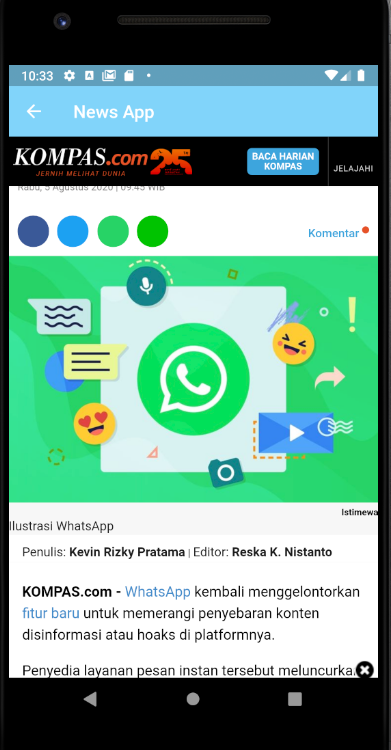 10:33
News App
KOMPAS.com 25
JERNIH MELIHAT DUNIA
BACA HARIAN
KOMPAS
JELAJAHI
Rabu, 5 Agustus 2020 | 09:45 WIB
Komentar
Istimewa
Ilustrasi WhatsApp
Penulis: Kevin Rizky Pratama | Editor: Reska K. Nistanto
KOMPAS.com - WhatsApp kembali menggelontorkan
fitur baru untuk memerangi penyebaran konten
disinformasi atau hoaks di platformnya.
Penyedia layanan pesan instan tersebut meluncurka